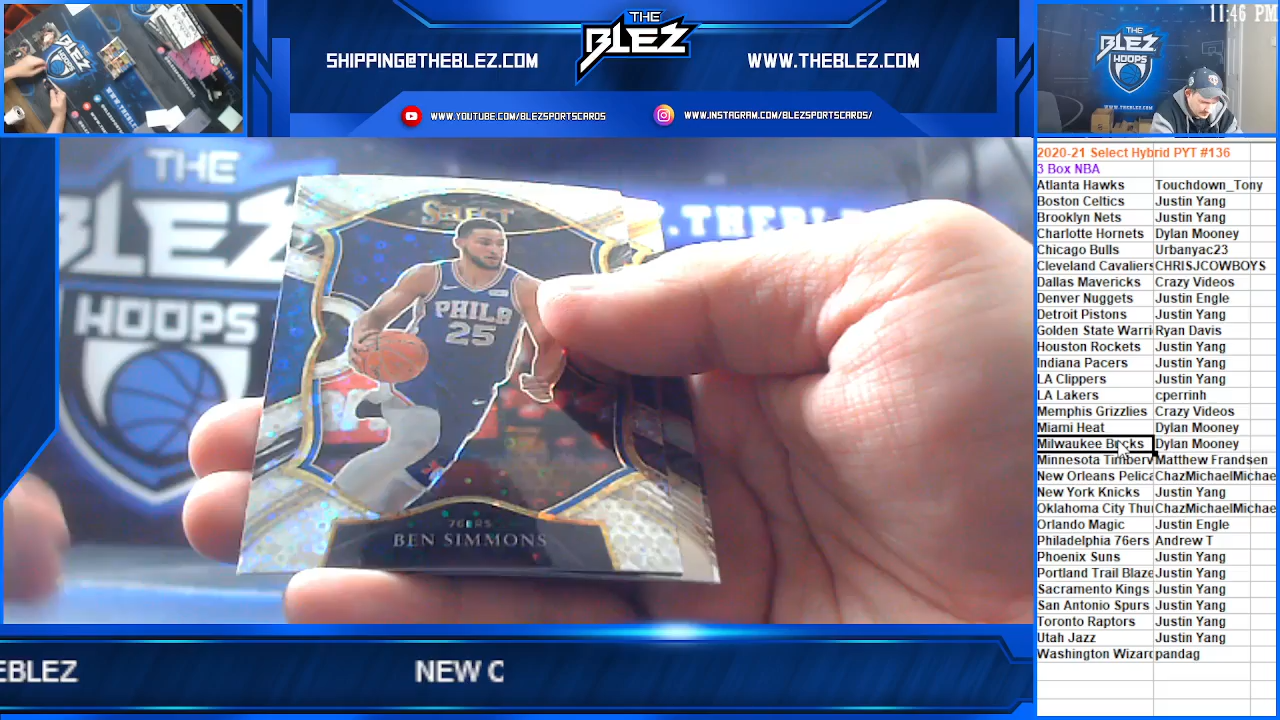 THE
BLEZ
SHIPPING@THEBLEZ.COM
WWW.THEBLEZ.COM
WWW.YOUTUBE.COM/BLEZSPORTSCARDS
WWW.INSTAGRAM.COM/BLEZSPORTSCARDS/
11:46 PM
THE
BLEZ
HOOPS
WWW.THEBLEZ.COM
THE
BLEZ
HOOPS
SELECT
PHILA
25
76ERS
BEN SIMMONS
2020-21 Select Hybrid PYT #136
3 Box NBA
Atlanta Hawks Touchdown_Tony
Boston Celtics Justin Yang
Brooklyn Nets Justin Yang
Charlotte Hornets Dylan Mooney
Chicago Bulls Urbanyac23
Cleveland Cavaliers CHRISJCOWBOYS
Dallas Mavericks Crazy Videos
Denver Nuggets Justin Engle
Detroit Pistons Justin Yang
Golden State Warri Ryan Davis
Houston Rockets Justin Yang
Indiana Pacers Justin Yang
LA Clippers Justin Yang
LA Lakers cperrinh
Memphis Grizzlies Crazy Videos
Miami Heat Dylan Mooney
Milwaukee Bucks Dylan Mooney
Minnesota Timberv Matthew Frandsen
New Orleans Pelica ChazMichaelMichae
New York Knicks Justin Yang
Oklahoma City Thu ChazMichaelMichae
Orlando Magic Justin Engle
Philadelphia 76ers Andrew T
Phoenix Suns Justin Yang
Portland Trail Blaze Justin Yang
Sacramento Kings Justin Yang
San Antonio Spurs Justin Yang
Toronto Raptors Justin Yang
Utah Jazz Justin Yang
Washington Wizard pandag
EBLEZ NEW C